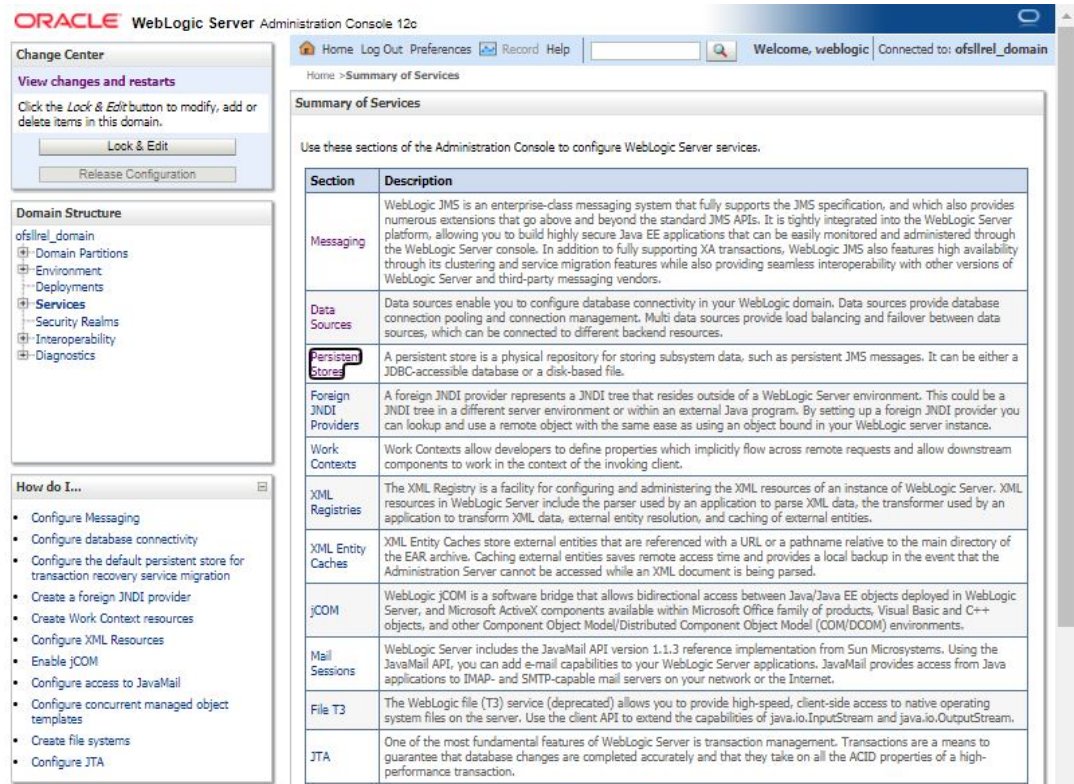 ORACLE WebLogic Server Administration Console 12c
Change Center
View changes and restarts
Click the Lock & Edit button to modify, add or
delete items in this domain.
Lock & Edit
Release Configuration
Domain Structure
ofsllrel_domain
Domain Partitions
Environment
Deployments
Services
Security Realms
Interoperability
Diagnostics
How do I...
Configure Messaging
Configure database connectivity
Configure the default persistent store for
transaction recovery service migration
Create a foreign JNDI provider
Create Work Context resources
Configure XML Resources
Enable jCOM
Configure access to JavaMail
Configure concurrent managed object
templates
Create file systems
Configure JTA
Home Log Out Preferences Record Help
Welcome, weblogic Connected to: ofsllrel_domain
Home >Summary of Services
Summary of Services
Use these sections of the Administration Console to configure WebLogic Server services.
Section Description
Messaging
WebLogic JMS is an enterprise-class messaging system that fully supports the JMS specification, and which also provides
numerous extensions that go above and beyond the standard JMS APIs. It is tightly integrated into the WebLogic Server
platform, allowing you to build highly secure Java EE applications that can be easily monitored and administered through
the WebLogic Server console. In addition to fully supporting XA transactions, WebLogic JMS also features high availability
through its clustering and service migration features while also providing seamless interoperability with other versions of
WebLogic Server and third-party messaging vendors.
Data
Sources
Data sources enable you to configure database connectivity in your WebLogic domain. Data sources provide database
connection pooling and connection management. Multi data sources provide load balancing and failover between data
sources, which can be connected to different backend resources.
Persistent
Stores
A persistent store is a physical repository for storing subsystem data, such as persistent JMS messages. It can be either a
JDBC-accessible database or a disk-based file.
Foreign
JNDI
Providers
A foreign JNDI provider represents a JNDI tree that resides outside of a WebLogic Server environment. This could be a
JNDI tree in a different server environment or within an external Java program. By setting up a foreign JNDI provider you
can lookup and use a remote object with the same ease as using an object bound in your WebLogic server instance.
Work
Contexts
Work Contexts allow developers to define properties which implicitly flow across remote requests and allow downstream
components to work in the context of the invoking client.
XML
Registries
The XML Registry is a facility for configuring and administering the XML resources of an instance of WebLogic Server. XML
resources in WebLogic Server include the parser used by an application to parse XML data, the transformer used by an
application to transform XML data, external entity resolution, and caching of external entities.
XML Entity
Caches
XML Entity Caches store external entities that are referenced with a URL or a pathname relative to the main directory of
the EAR archive. Caching external entities saves remote access time and provides a local backup in the event that the
Administration Server cannot be accessed while an XML document is being parsed.
jCOM
WebLogic jCOM is a software bridge that allows bidirectional access between Java/Java EE objects deployed in WebLogic
Server, and Microsoft ActiveX components available within Microsoft Office family of products, Visual Basic and C++
objects, and other Component Object Model/Distributed Component Object Model (COM/DCOM) environments.
Mail
Sessions
WebLogic Server includes the JavaMail API version 1.1.3 reference implementation from Sun Microsystems. Using the
JavaMail API, you can add e-mail capabilities to your WebLogic Server applications. JavaMail provides access from Java
applications to IMAP- and SMTP-capable mail servers on your network or the Internet.
File T3
The WebLogic file (T3) service (deprecated) allows you to provide high-speed, client-side access to native operating
system files on the server. Use the client API to extend the capabilities of java.io.InputStream and java.io.OutputStream.
JTA
One of the most fundamental features of WebLogic Server is transaction management. Transactions are a means to
guarantee that database changes are completed accurately and that they take on all the ACID properties of a high-
performance transaction.